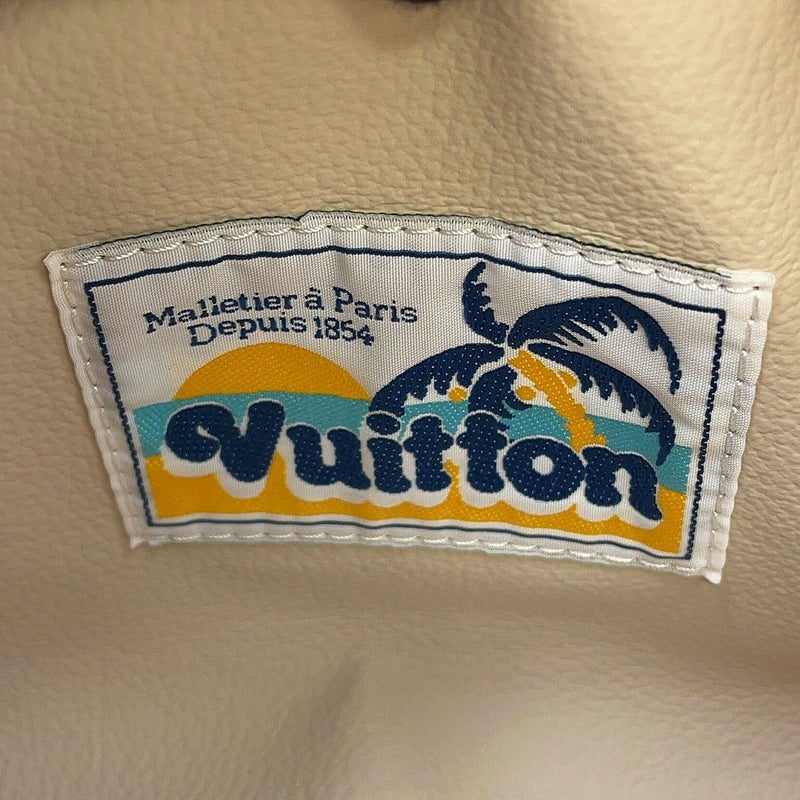 Malletier à Paris
Depuis 1854
Vuitton